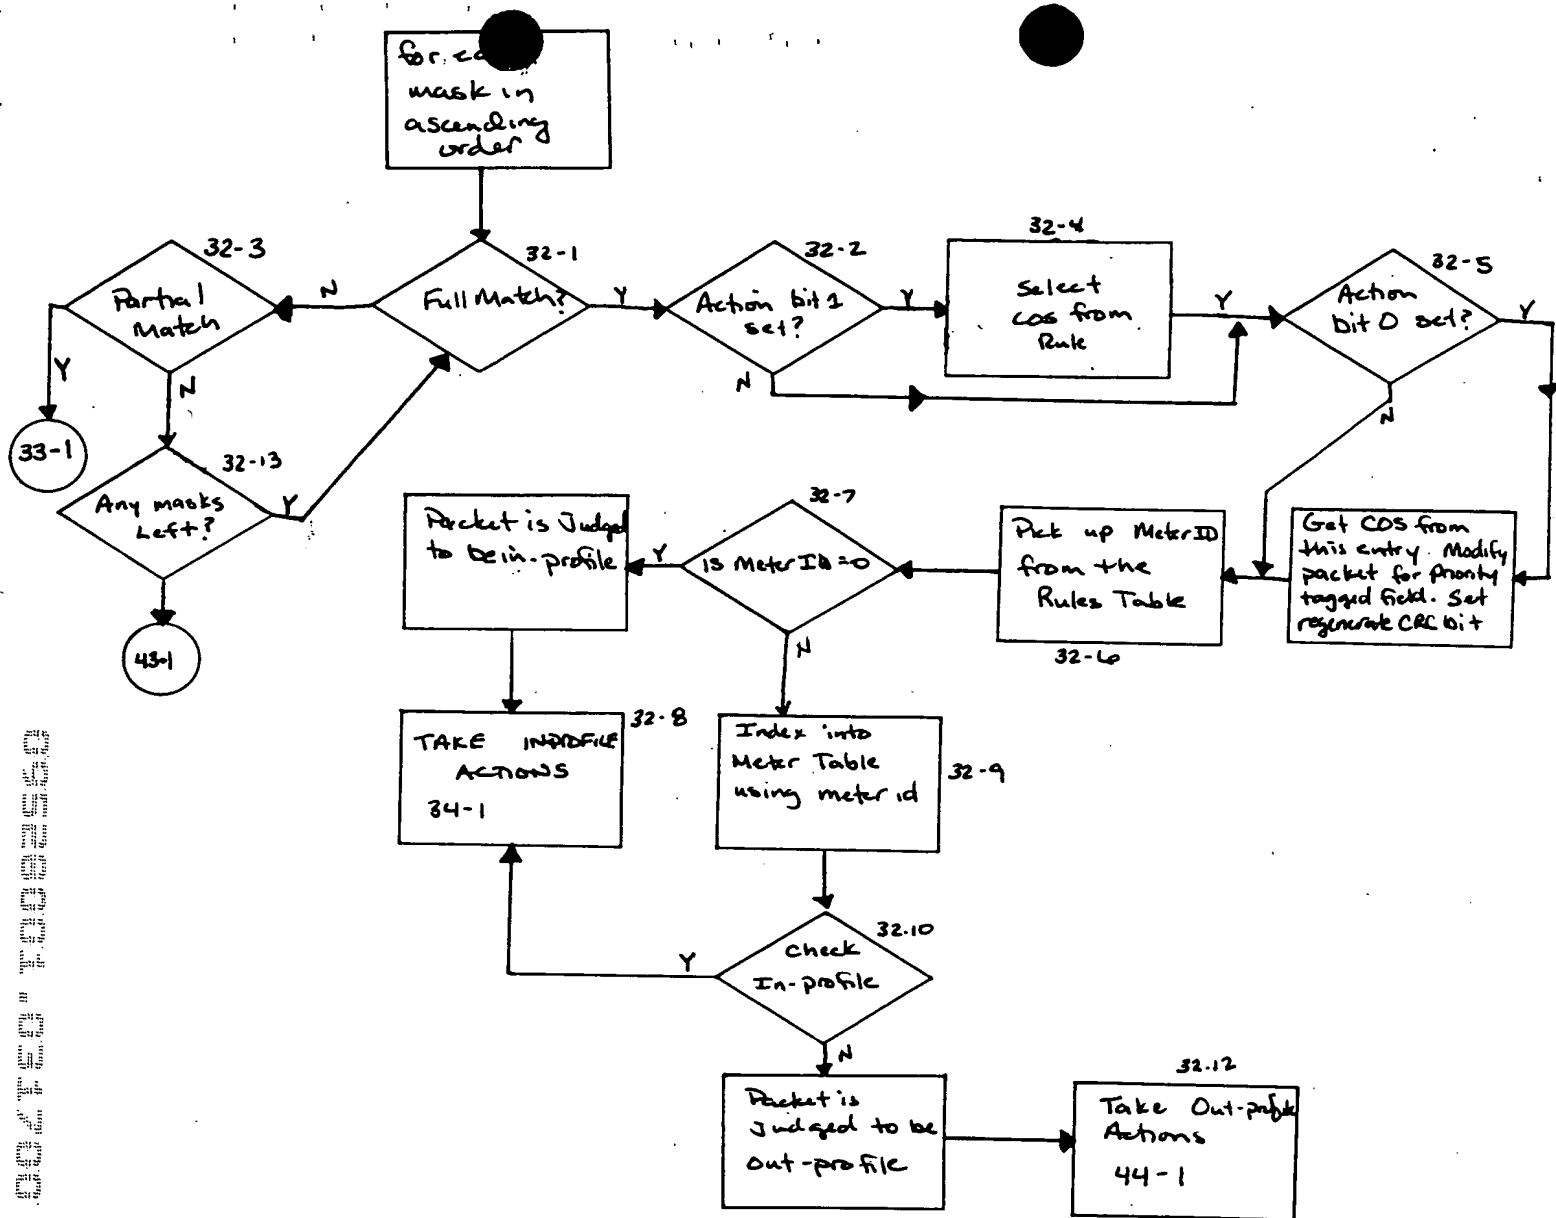 for
mask in
ascending
order
32-3
Partial
Match
N
32-1
Full Match?
Y
32-2
Action bit 1
set?
Y
N
32-4
Select
COS from
Rule
Y
32-5
Action
bit 0 set?
Y
N
Y
33-1
N
32-13
Any masks
Left?
Y
43-1
Packet is Judged
to be in-profile
Y
32-7
is Meter ID = 0
N
Pick up MeterID
from the
Rules Table
32-6
Get COS from
this entry. Modify
packet for Priority
tagged field. Set
regenerate CRC bit
TAKE INPROFILE
ACTIONS
34-1
32-8
Index into
Meter Table
using meter id
32-9
32.10
Check
In-profile
Y
N
Packet is
Judged to be
out-profile
32.12
Take Out-profile
Actions
44-1